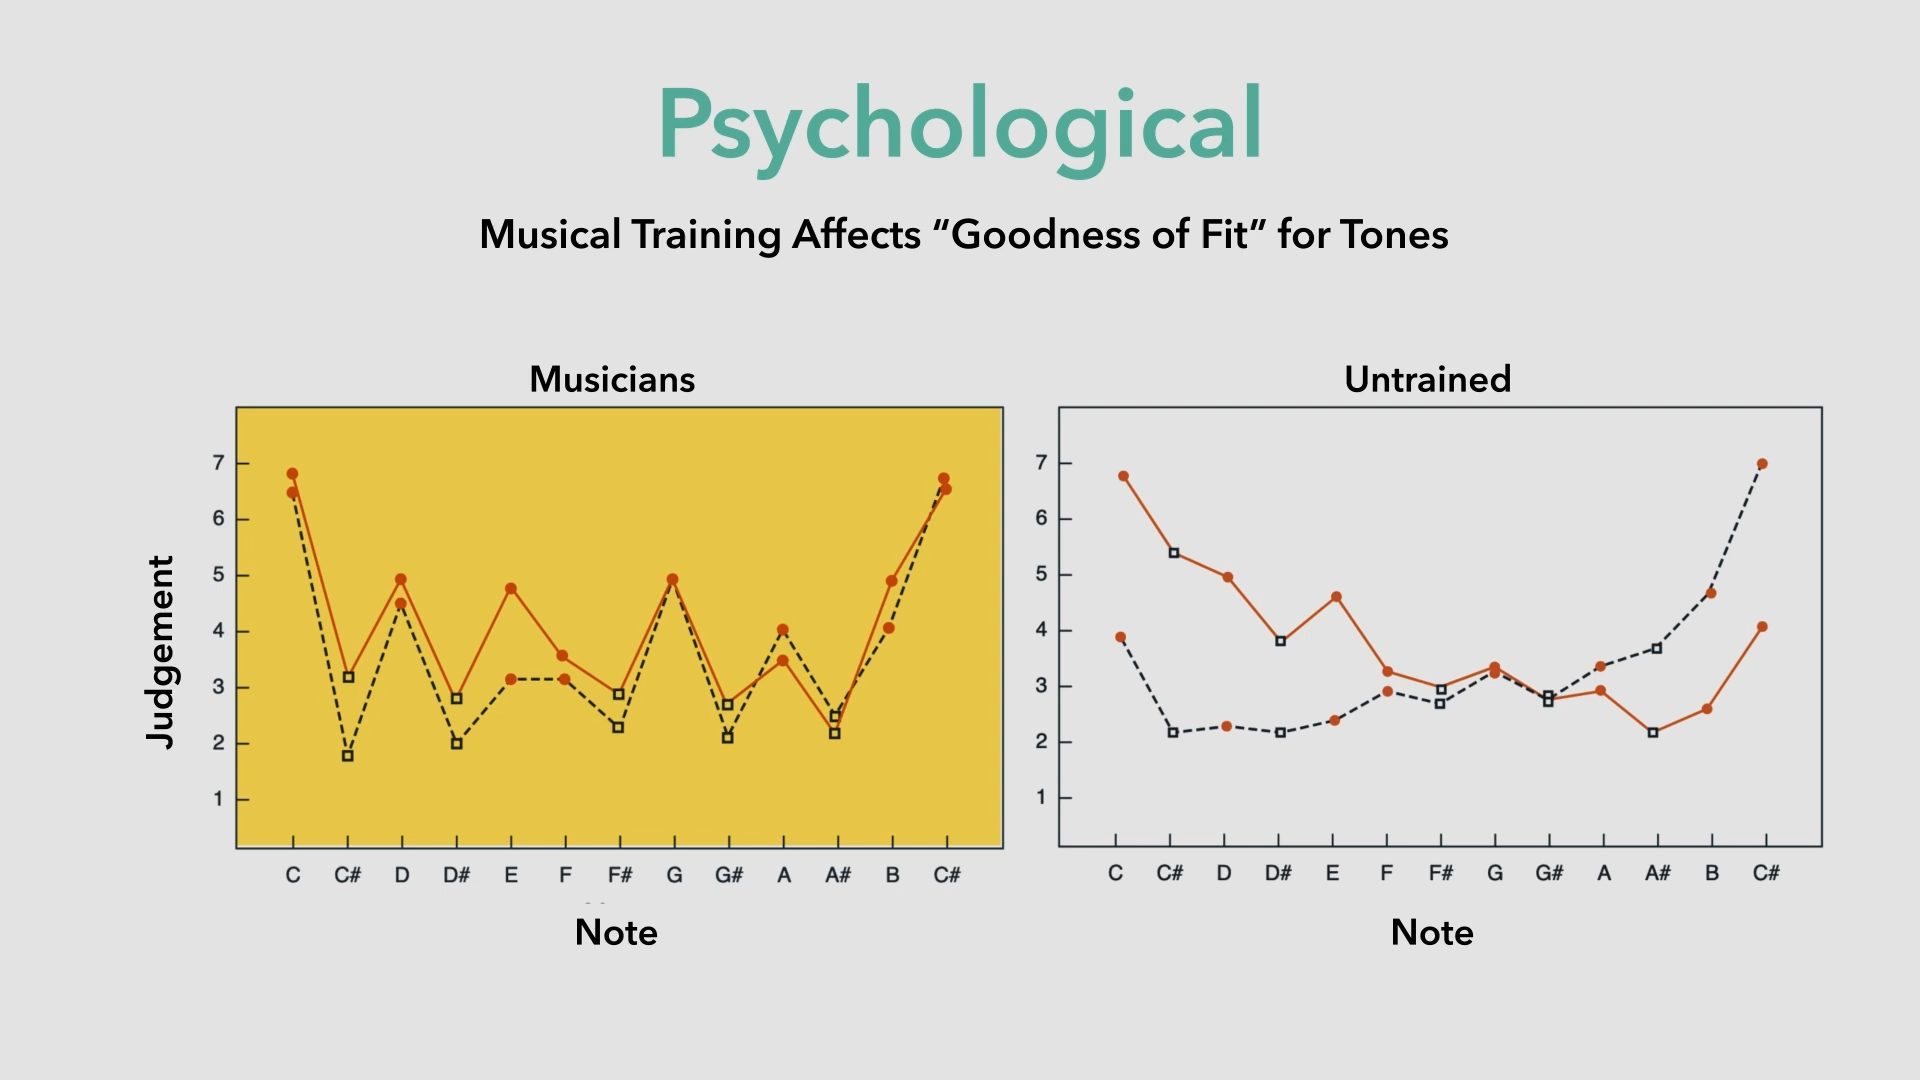 Psychological
Musical Training Affects “Goodness of Fit” for Tones
Musicians
Untrained
Judgement
7
6
5
4
3
2
1
C C# D D# E F F# G G# A A# B C#
Note
7
6
5
4
3
2
1
C C# D D# E F F# G G# A A# B C#
Note